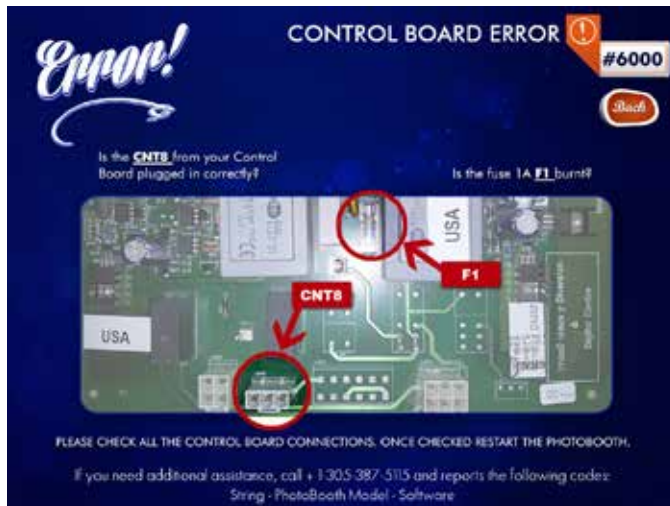 Error!
CONTROL BOARD ERROR
#6000
Back
Is the CNT8 from your Control
Board plugged in correctly?
Is the fuse 1A F1 burnt?
USA
F1
CNT8
USA
PLEASE CHECK ALL THE CONTROL BOARD CONNECTIONS. ONCE CHECKED RESTART THE PHOTOBOOTH.
If you need additional assistance, call + 1-305-387-5115 and reports the following codes:
String - PhotoBooth Model - Software